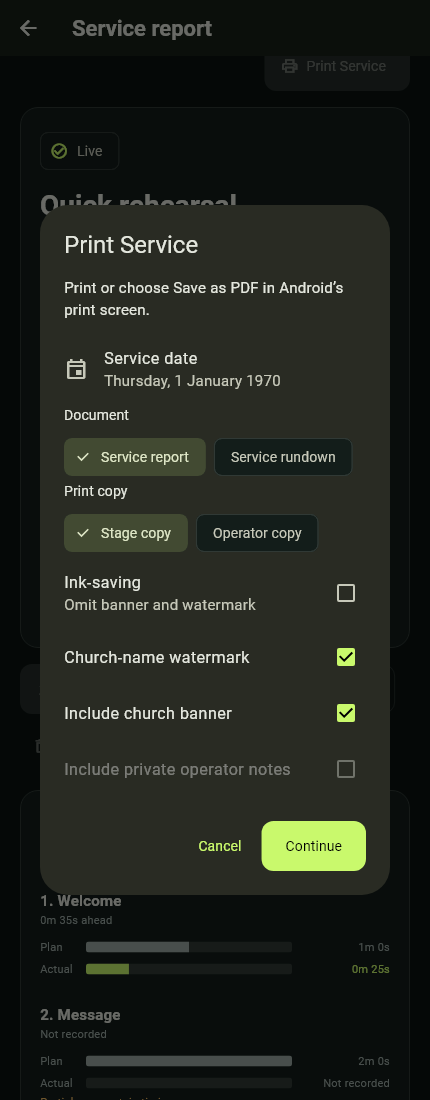 Service report
Print Service
Live
Quick rehearsal
Print Service
Print or choose Save as PDF in Android's
print screen.
Service date
Thursday, 1 January 1970
Document
Service report
Service rundown
Print copy
Stage copy
Operator copy
Ink-saving
Omit banner and watermark
Church-name watermark
Include church banner
Include private operator notes
Cancel
Continue
1. Welcome
0m 35s ahead
Plan
1m 0s
Actual
0m 25s
2. Message
Not recorded
Plan
2m 0s
Actual
Not recorded